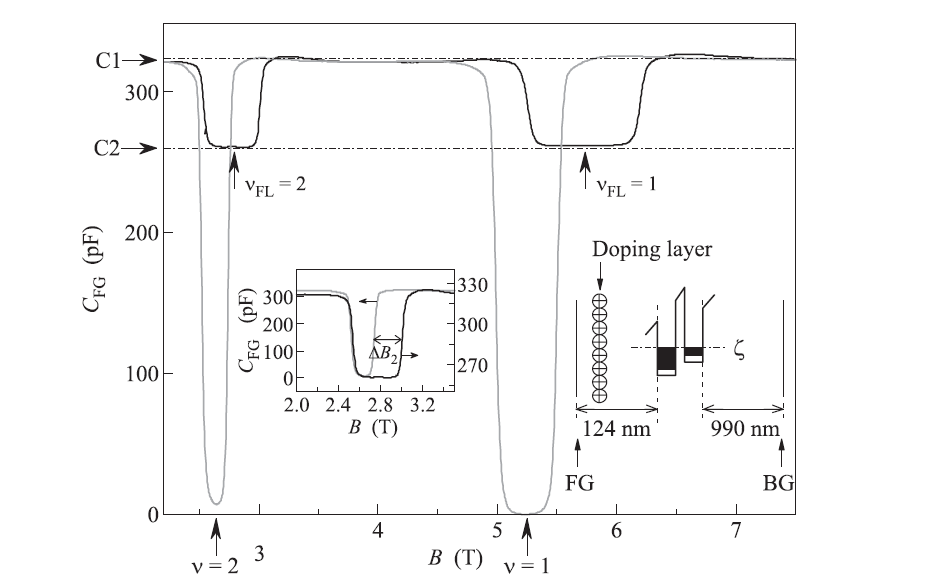 C1
300
C2
ν_FL = 2
ν_FL = 1
200
C_FG (pF)
100
0
3
4
5
6
7
B (T)
ν = 2
ν = 1
C_FG (pF)
300
200
100
0
330
300
270
ΔB₂
2.0 2.4 2.8 3.2
B (T)
Doping layer
ζ
124 nm
990 nm
FG
BG